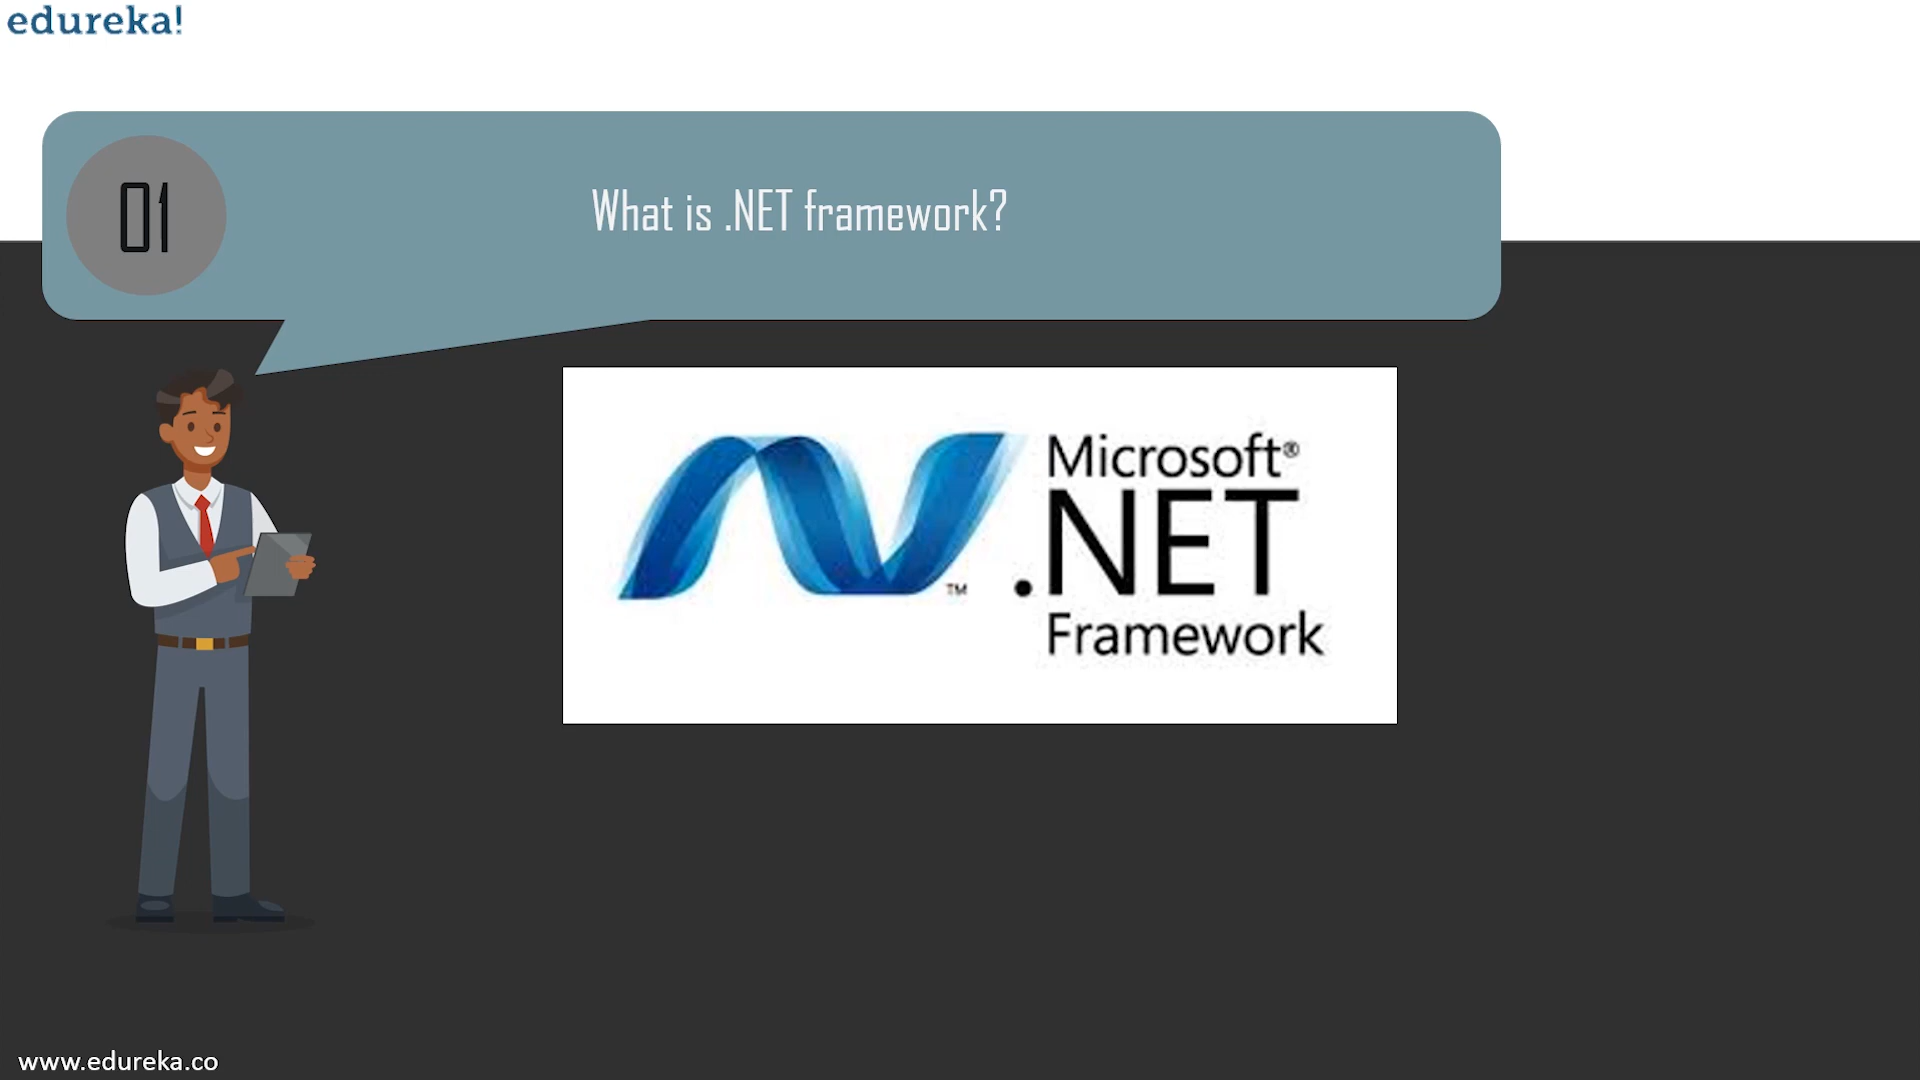 edureka!
01
What is .NET framework?
Microsoft®
.NET
™
Framework
www.edureka.co